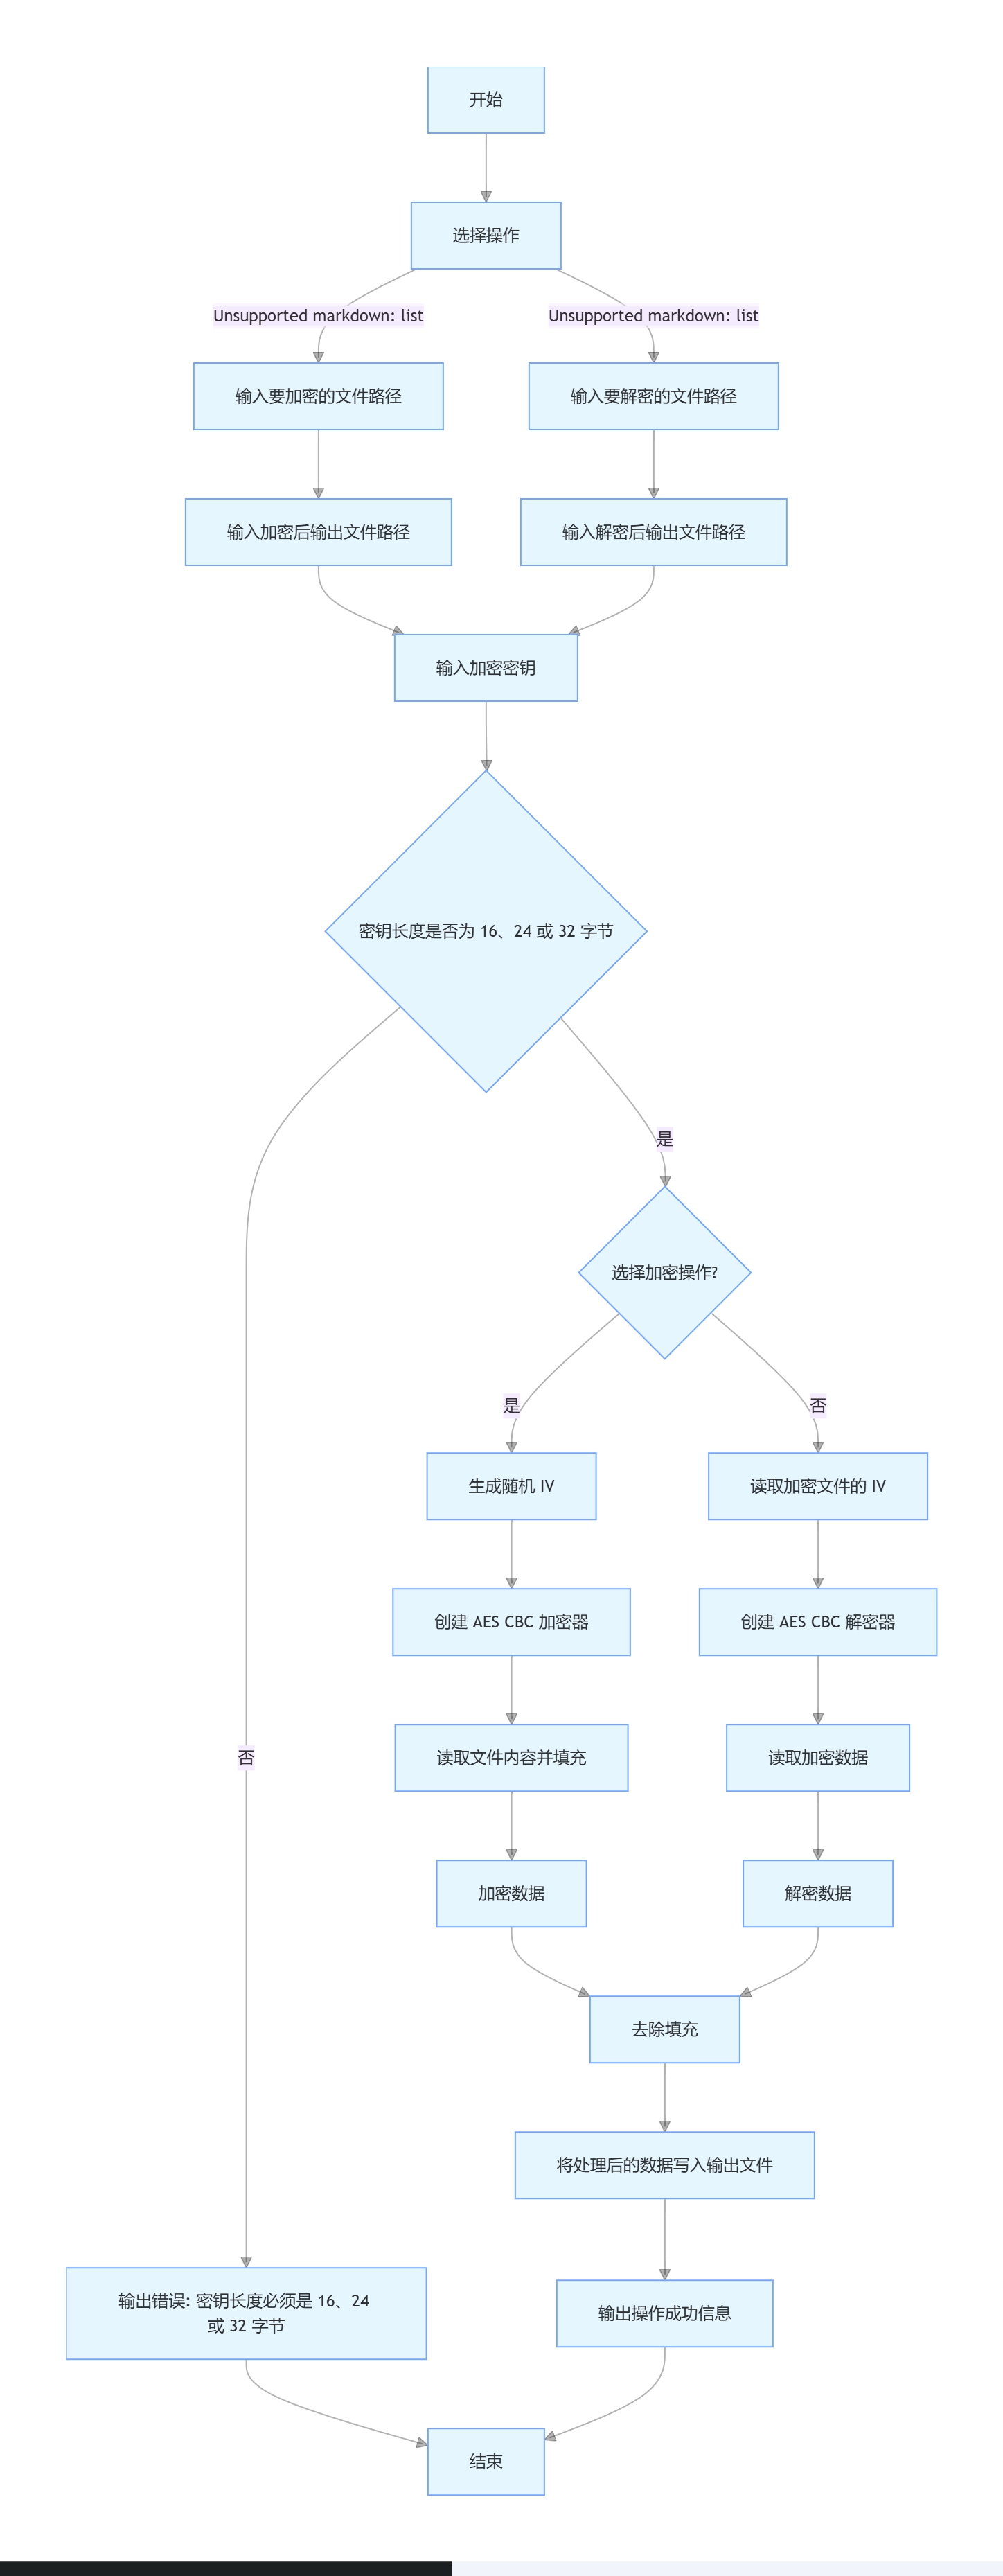 开始
选择操作
Unsupported markdown: list
Unsupported markdown: list
输入要加密的文件路径
输入要解密的文件路径
输入加密后输出文件路径
输入解密后输出文件路径
输入加密密钥
密钥长度是否为 16、24 或 32 字节
是
选择加密操作?
是
否
生成随机 IV
读取加密文件的 IV
创建 AES CBC 加密器
创建 AES CBC 解密器
否
读取文件内容并填充
读取加密数据
加密数据
解密数据
去除填充
将处理后的数据写入输出文件
输出错误: 密钥长度必须是 16、24
或 32 字节
输出操作成功信息
结束